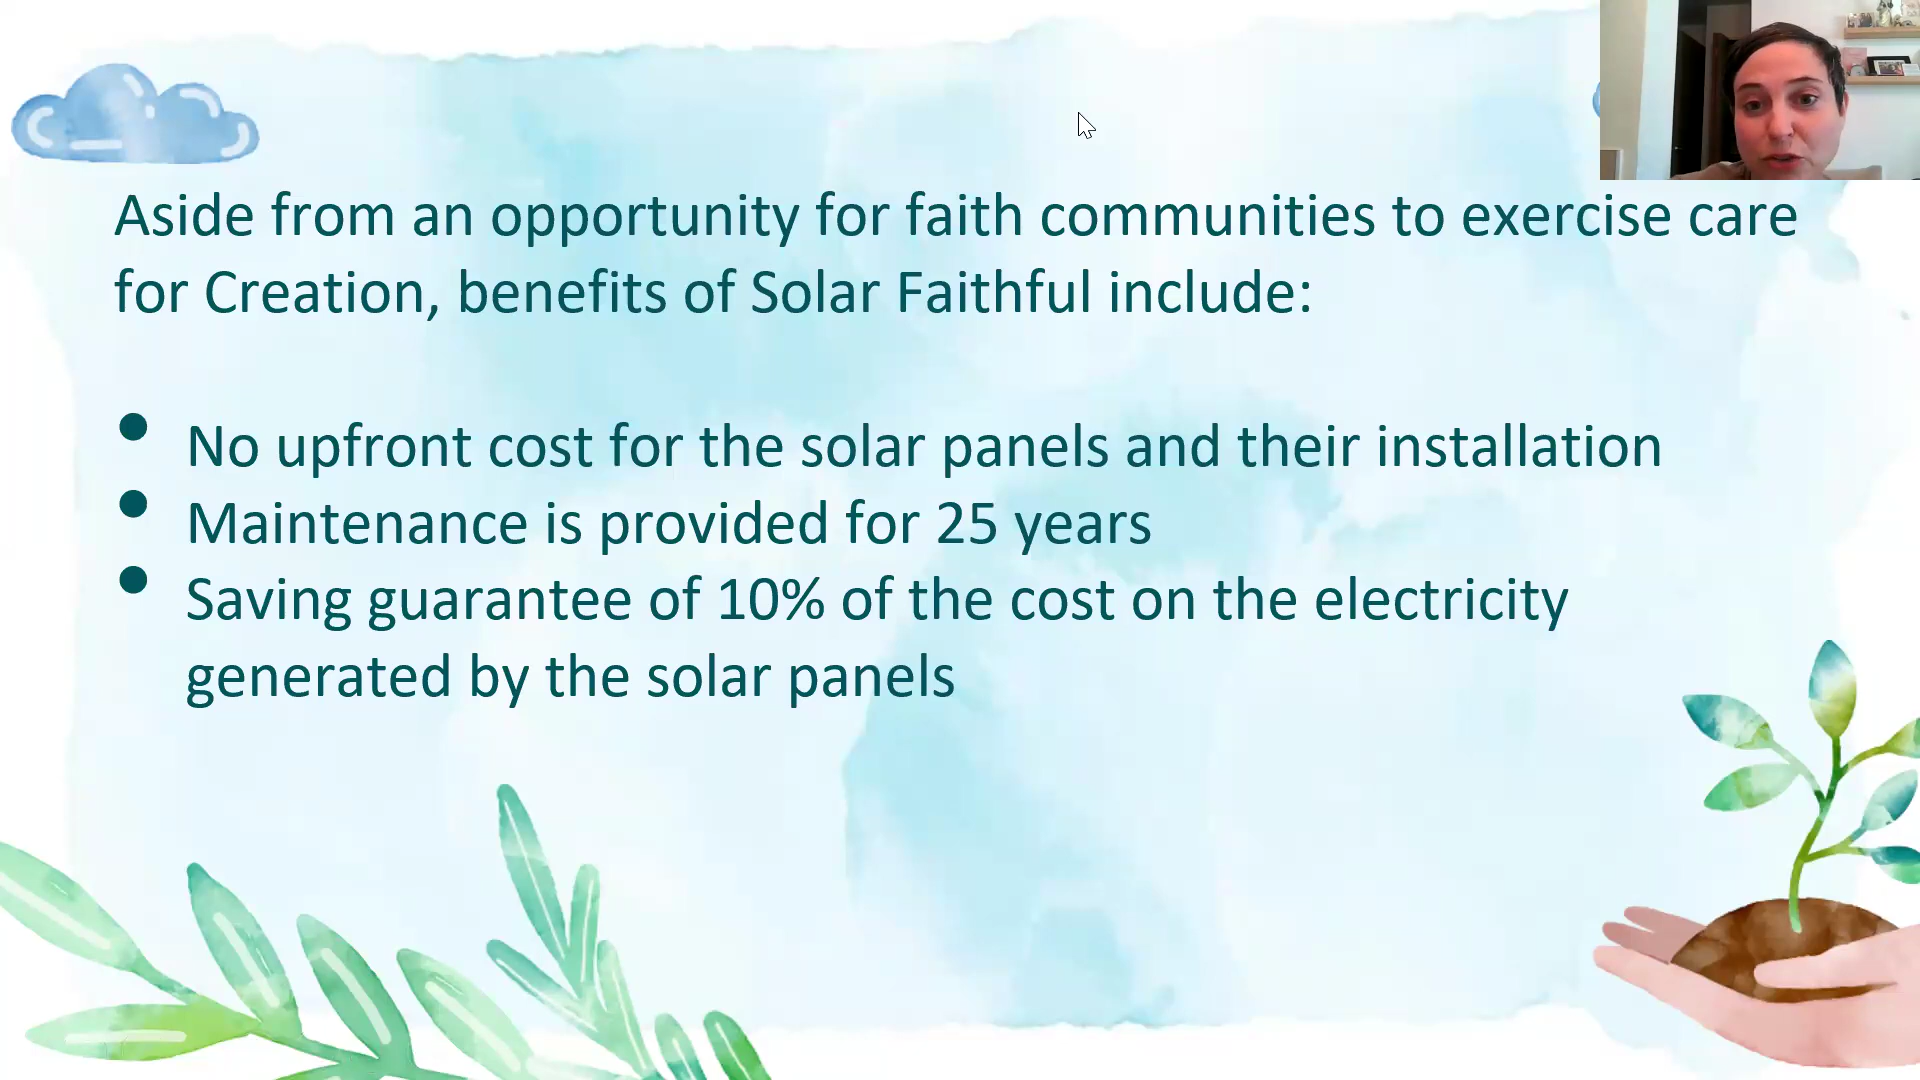 Aside from an opportunity for faith communities to exercise care
for Creation, benefits of Solar Faithful include:
• No upfront cost for the solar panels and their installation
• Maintenance is provided for 25 years
• Saving guarantee of 10% of the cost on the electricity
generated by the solar panels